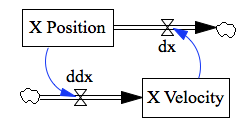 X Position
dx
ddx
X Velocity